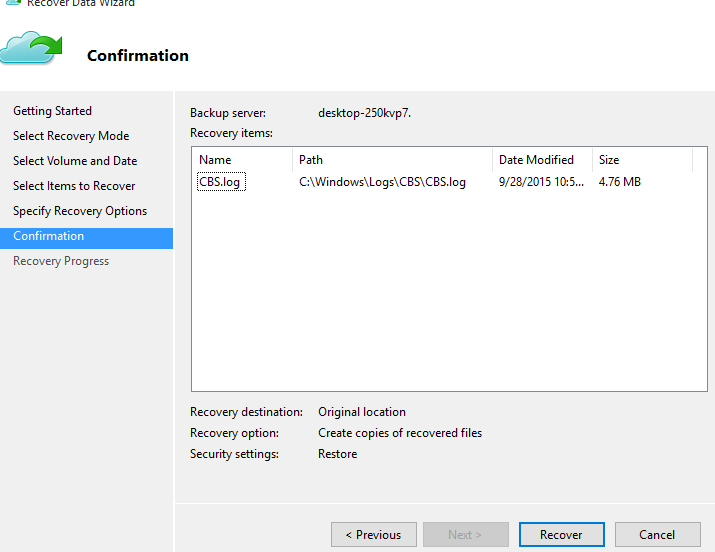 Recover Data Wizard
Confirmation
Getting Started
Select Recovery Mode
Select Volume and Date
Select Items to Recover
Specify Recovery Options
Confirmation
Recovery Progress
Backup server: desktop-250kvp7.
Recovery items:
Name Path Date Modified Size
CBS.log C:\Windows\Logs\CBS\CBS.log 9/28/2015 10:5... 4.76 MB
Recovery destination: Original location
Recovery option: Create copies of recovered files
Security settings: Restore
< Previous Next > Recover Cancel